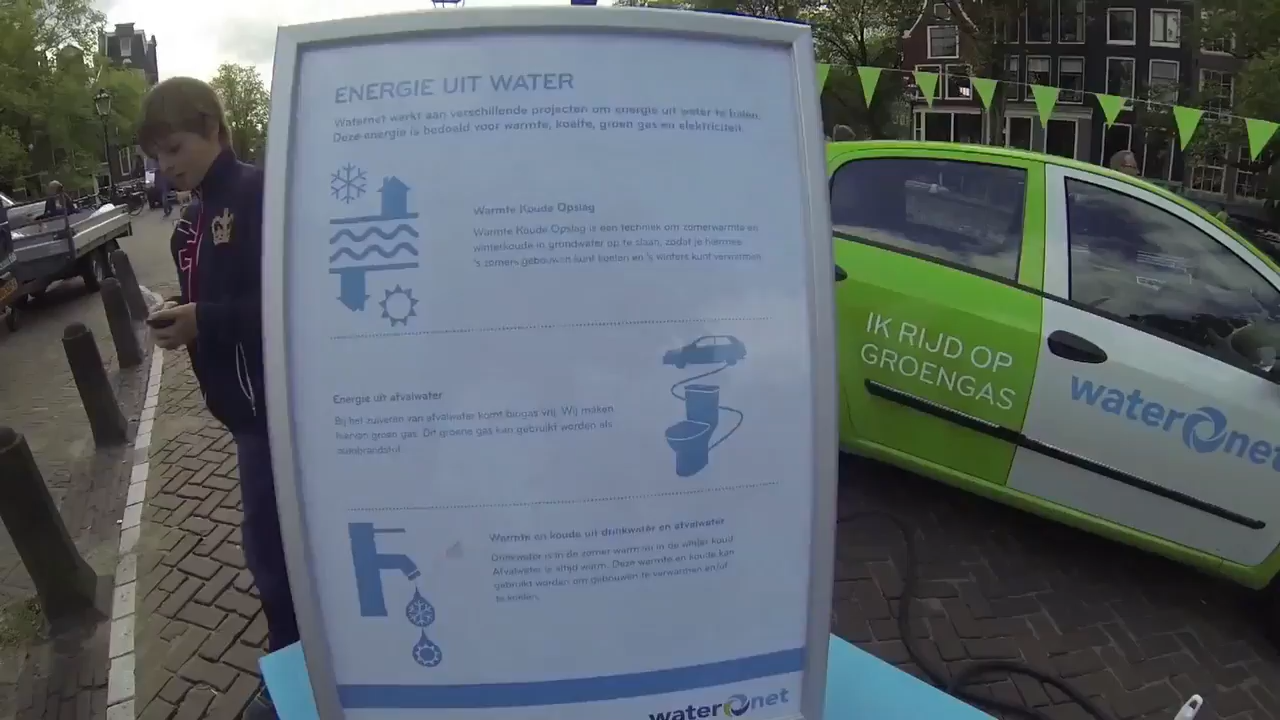 ENERGIE UIT WATER
Waternet werkt aan verschillende projecten om energie uit water te halen.
Deze energie is bedoeld voor warmte, koelte, groen gas en elektriciteit.
Warmte Koude Opslag
Warmte Koude Opslag is een techniek om zomerwarmte en
winterkoude in grondwater op te slaan, zodat je hiermee
's zomers gebouwen kunt koelen en 's winters kunt verwarmen.
Energie uit afvalwater
Bij het zuiveren van afvalwater komt biogas vrij. Wij maken
hiervan groen gas. Dit groene gas kan gebruikt worden als
autobrandstof.
Warmte en koude uit drinkwater en afvalwater
Drinkwater is in de zomer warm en in de winter koud.
Afvalwater is altijd warm. Deze warmte en koude kan
gebruikt worden om gebouwen te verwarmen en/of
te koelen.
waternet
IK RIJD OP
GROENGAS
waternet